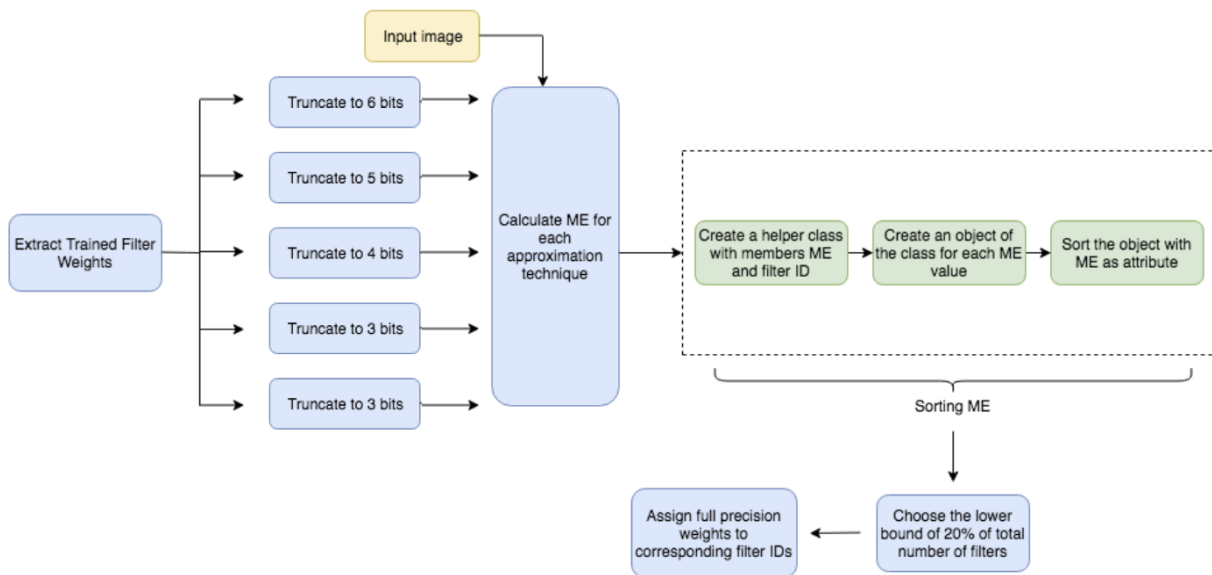 Input image
Truncate to 6 bits
Truncate to 5 bits
Truncate to 4 bits
Truncate to 3 bits
Truncate to 3 bits
Extract Trained Filter
Weights
Calculate ME for
each
approximation
technique
Create a helper class
with members ME
and filter ID
Create an object of
the class for each ME
value
Sort the object with
ME as attribute
Sorting ME
Choose the lower
bound of 20% of total
number of filters
Assign full precision
weights to
corresponding filter IDs